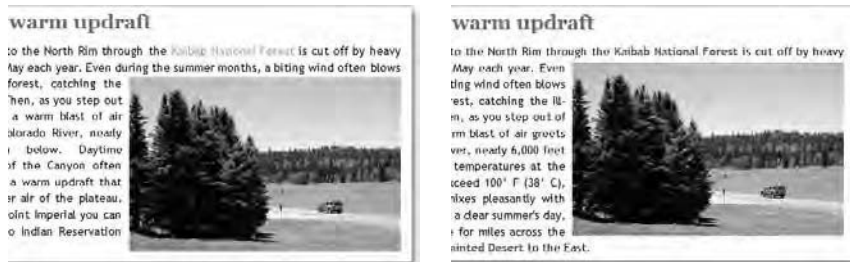 warm updraft
to the North Rim through the Kaibab National Forest is cut off by heavy
May each year. Even during the summer months, a biting wind often blows
forest, catching the
Then, as you step out
a warm blast of air
olorado River, nearly
below. Daytime
of the Canyon often
a warm updraft that
er air of the plateau.
oint Imperial you can
o Indian Reservation
warm updraft
to the North Rim through the Kaibab National Forest is cut off by heavy
May each year. Even
ting wind often blows
rest, catching the ill-
en, as you step out of
rm blast of air greets
ver, nearly 6,000 feet
temperatures at the
xceed 100° F (38° C),
mixes pleasantly with
a clear summer's day,
e for miles across the
ainted Desert to the East.